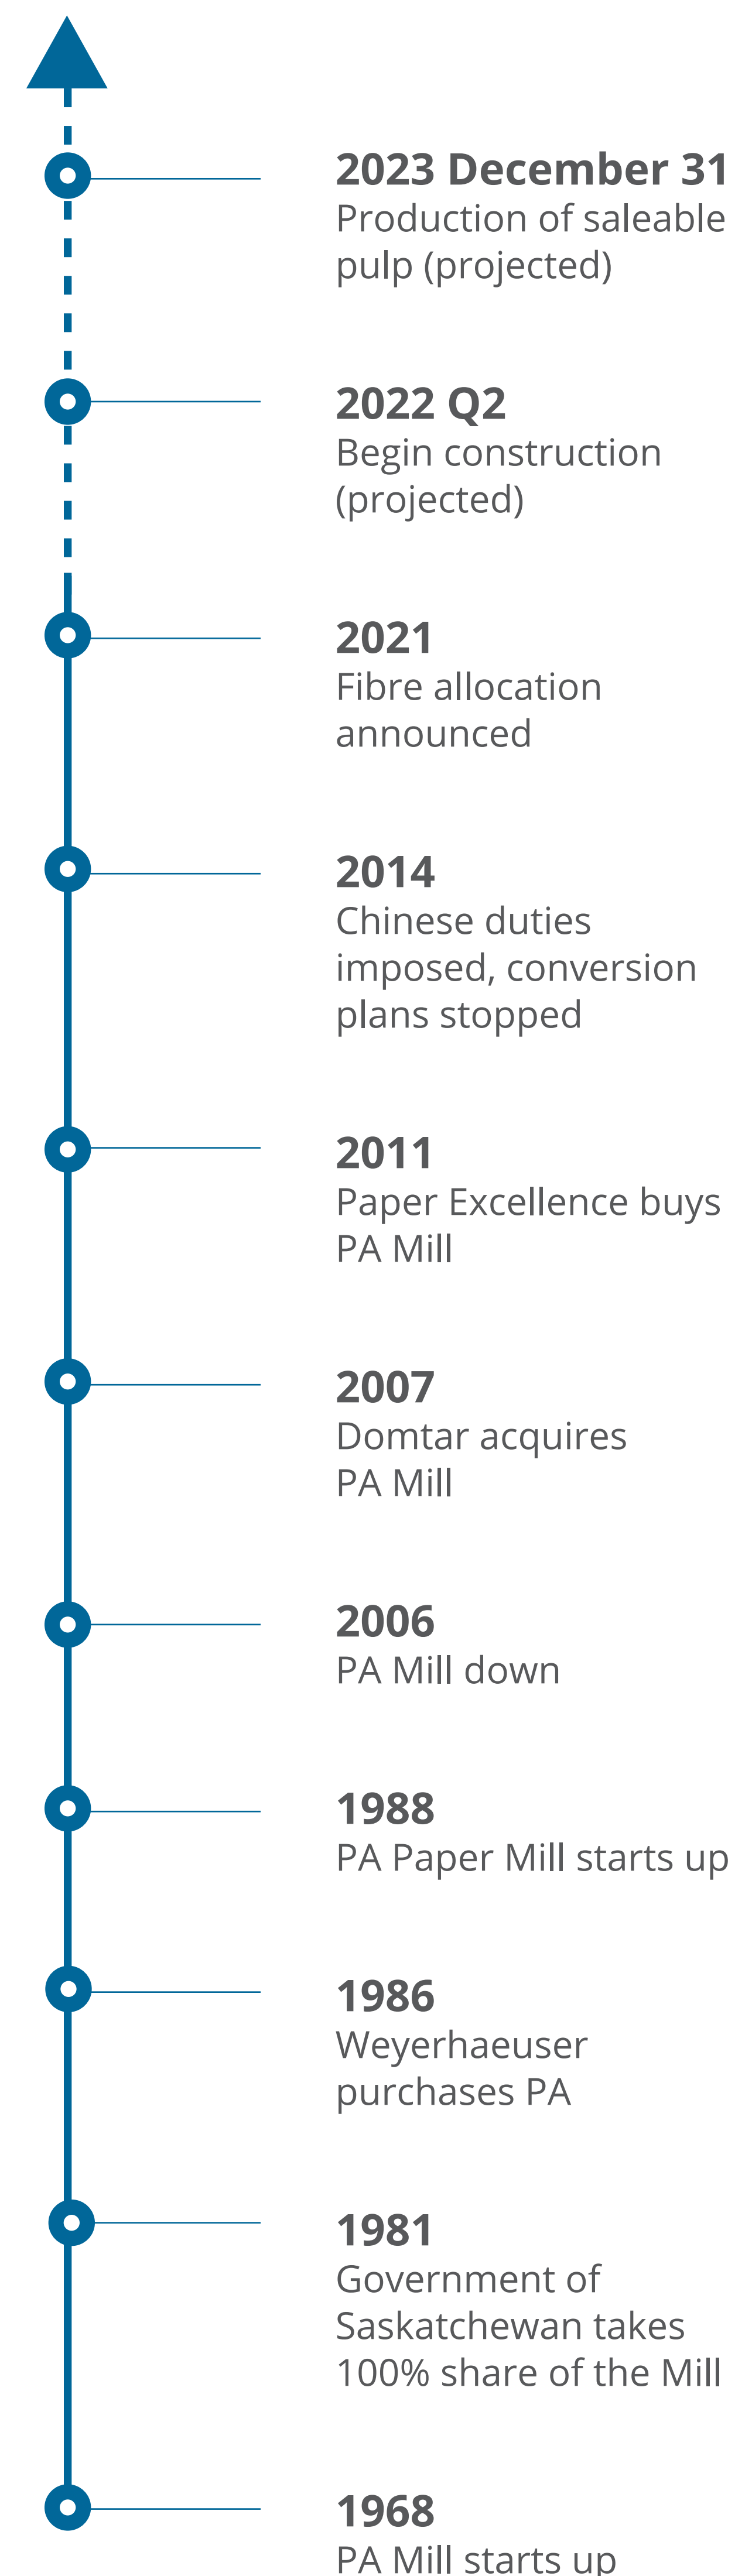 2023 December 31
Production of saleable
pulp (projected)
2022 Q2
Begin construction
(projected)
2021
Fibre allocation
announced
2014
Chinese duties
imposed, conversion
plans stopped
2011
Paper Excellence buys
PA Mill
2007
Domtar acquires
PA Mill
2006
PA Mill down
1988
PA Paper Mill starts up
1986
Weyerhaeuser
purchases PA
1981
Government of
Saskatchewan takes
100% share of the Mill
1968
PA Mill starts up